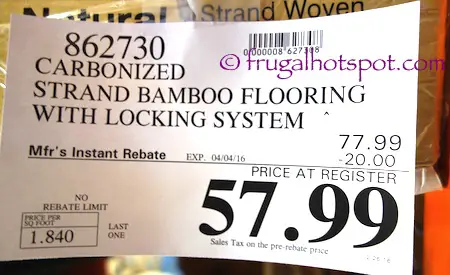 Natural Strand Woven
862730
0000008 627308
© frugalhotspot.com
CARBONIZED
STRAND BAMBOO FLOORING
WITH LOCKING SYSTEM ^
77.99
Mfr's Instant Rebate EXP. 04/04/16 -20.00
PRICE AT REGISTER
57.99
NO
REBATE LIMIT
PRICE PER
SQ FOOT
1.840
LAST
ONE
Sales Tax on the pre-rebate price